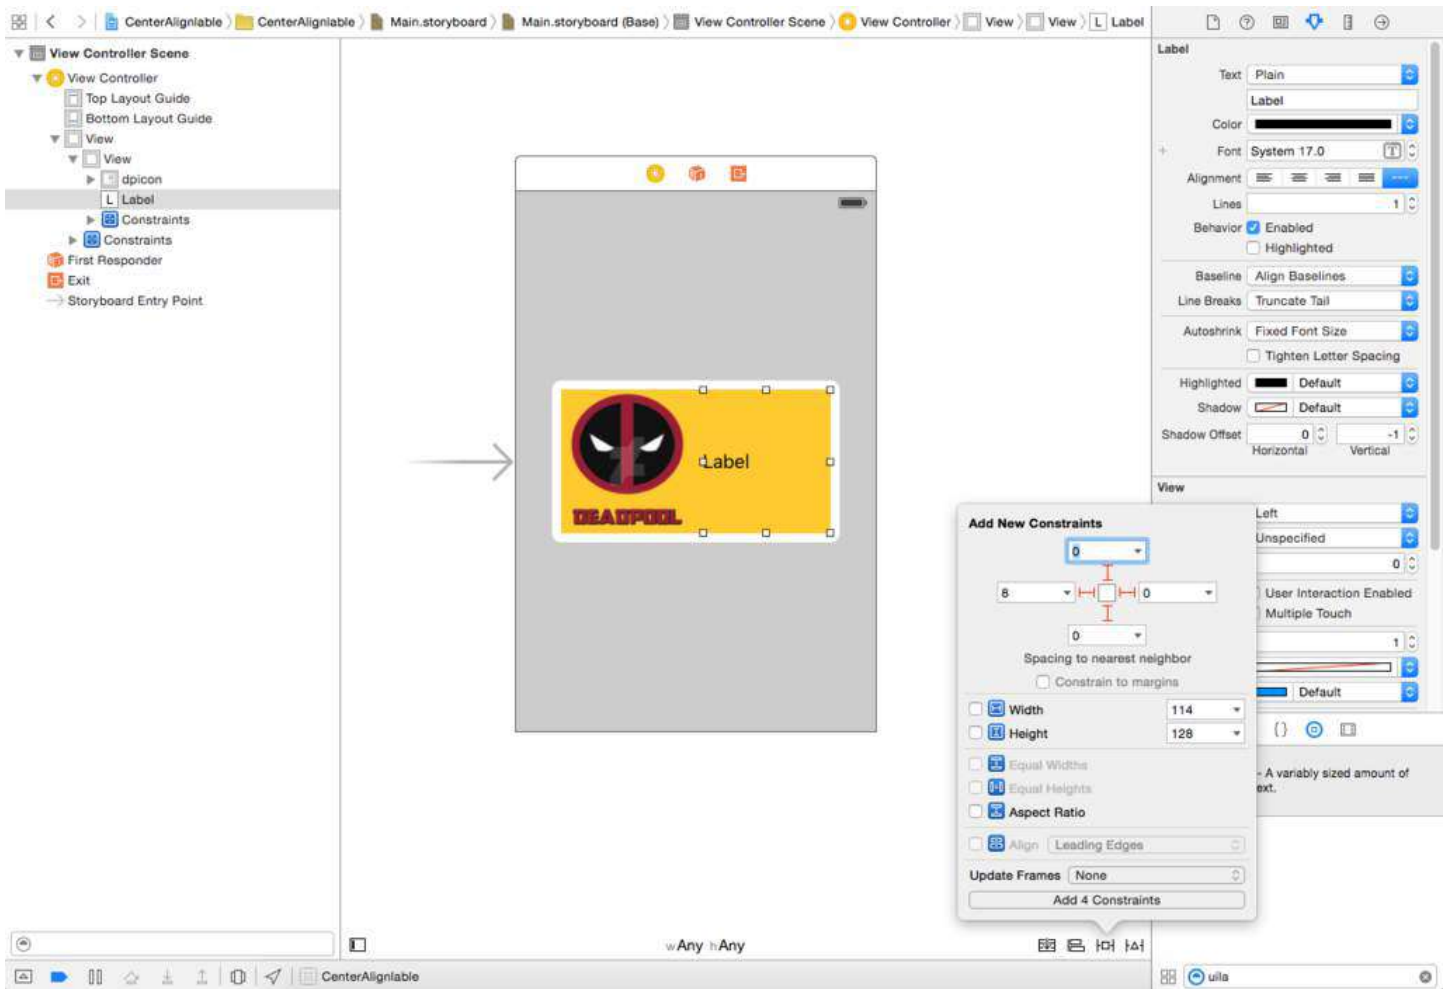 CenterAlignlable
CenterAlignlable
Main.storyboard
Main.storyboard (Base)
View Controller Scene
View Controller
View
View
L Label
View Controller Scene
View Controller
Top Layout Guide
Bottom Layout Guide
View
View
dpicon
L Label
Constraints
Constraints
First Responder
Exit
Storyboard Entry Point
Label
DEADPOOL
wAny hAny
CenterAlignlable
Label
Text Plain
Label
Color
Font System 17.0
Alignment
Lines 1
Behavior Enabled
Highlighted
Baseline Align Baselines
Line Breaks Truncate Tail
Autoshrink Fixed Font Size
Tighten Letter Spacing
Highlighted Default
Shadow Default
Shadow Offset 0 -1
Horizontal Vertical
View
Left
Unspecified
0
User Interaction Enabled
Multiple Touch
1
Default
- A variably sized amount of
ext.
uila
Add New Constraints
0
8 0
0
Spacing to nearest neighbor
Constrain to margins
Width 114
Height 128
Equal Widths
Equal Heights
Aspect Ratio
Align Leading Edges
Update Frames None
Add 4 Constraints